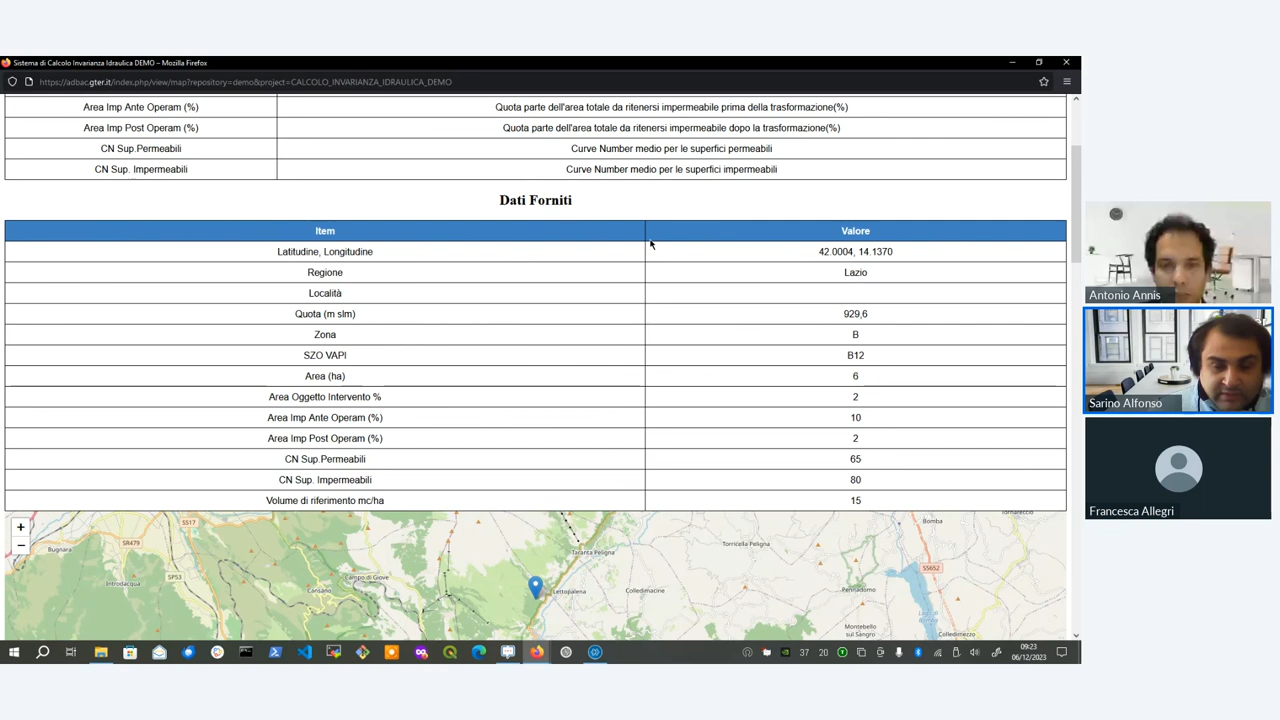 Sistema di Calcolo Invarianza Idraulica DEMO – Mozilla Firefox
https://adbac.gter.it/index.php/view/map?repository=demo&project=CALCOLO_INVARIANZA_IDRAULICA_DEMO
Area Imp Ante Operam (%) Quota parte dell'area totale da ritenersi impermeabile prima della trasformazione(%)
Area Imp Post Operam (%) Quota parte dell'area totale da ritenersi impermeabile dopo la trasformazione(%)
CN Sup.Permeabili Curve Number medio per le superfici permeabili
CN Sup. Impermeabili Curve Number medio per le superfici impermeabili
Dati Forniti
Item Valore
Latitudine, Longitudine 42.0004, 14.1370
Regione Lazio
Località
Quota (m slm) 929,6
Zona B
SZO VAPI B12
Area (ha) 6
Area Oggetto Intervento % 2
Area Imp Ante Operam (%) 10
Area Imp Post Operam (%) 2
CN Sup.Permeabili 65
CN Sup. Impermeabili 80
Volume di riferimento mc/ha 15
+
−
SS17
Bugnara
SR479
SP53
Introdacqua
Cansano
Campo di Giove
Taranta Peligna
Lettopalena
Colledimacine
Torricella Peligna
Pennadomo
Montebello
sul Sangro
Bomba
SS652
Colledimezzo
Antonio Annis
Sarino Alfonso
Francesca Allegri
37 20
09:23
06/12/2023